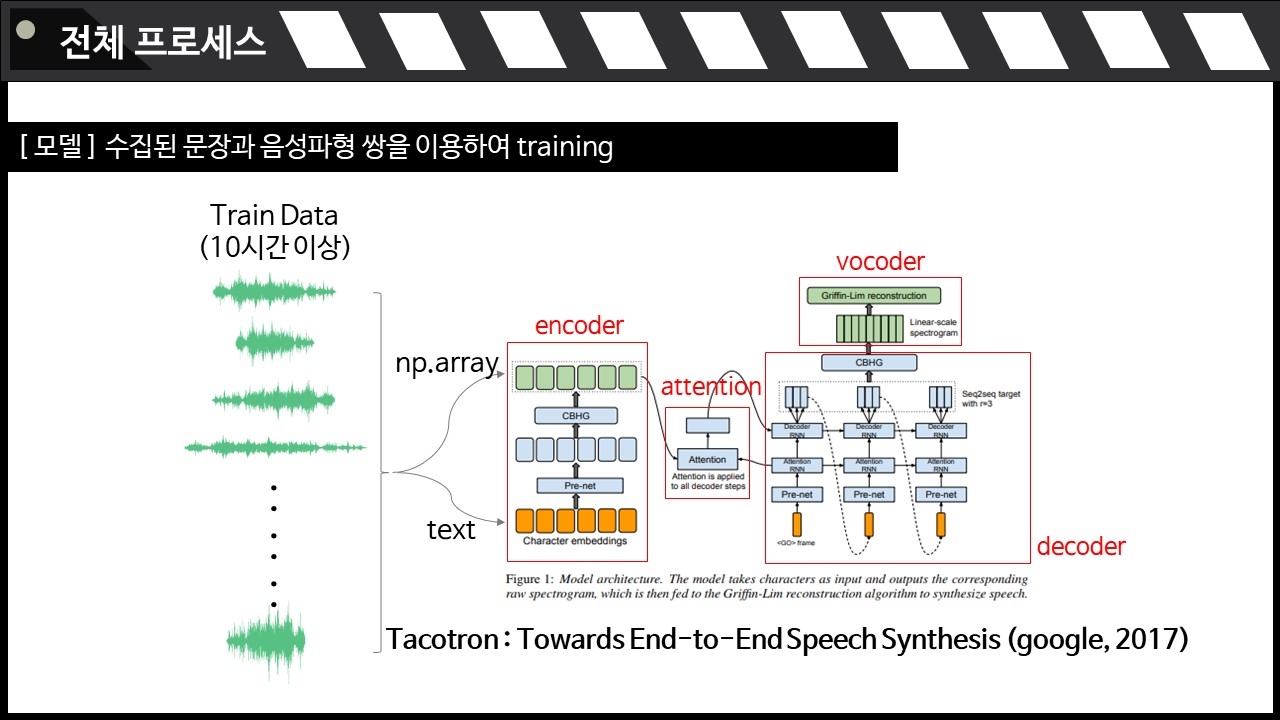 전체 프로세스
[ 모델 ] 수집된 문장과 음성파형 쌍을 이용하여 training
Train Data
(10시간 이상)
np.array
text
encoder
CBHG
Pre-net
Character embeddings
attention
Attention
Attention is applied
to all decoder steps
vocoder
Griffin-Lim reconstruction
Linear-scale
spectrogram
CBHG
Seq2seq target
with r=3
Decoder
RNN
Decoder
RNN
Decoder
RNN
Attention
RNN
Attention
RNN
Attention
RNN
Pre-net
Pre-net
Pre-net
<GO> frame
decoder
Figure 1: Model architecture. The model takes characters as input and outputs the corresponding
raw spectrogram, which is then fed to the Griffin-Lim reconstruction algorithm to synthesize speech.
Tacotron : Towards End-to-End Speech Synthesis (google, 2017)